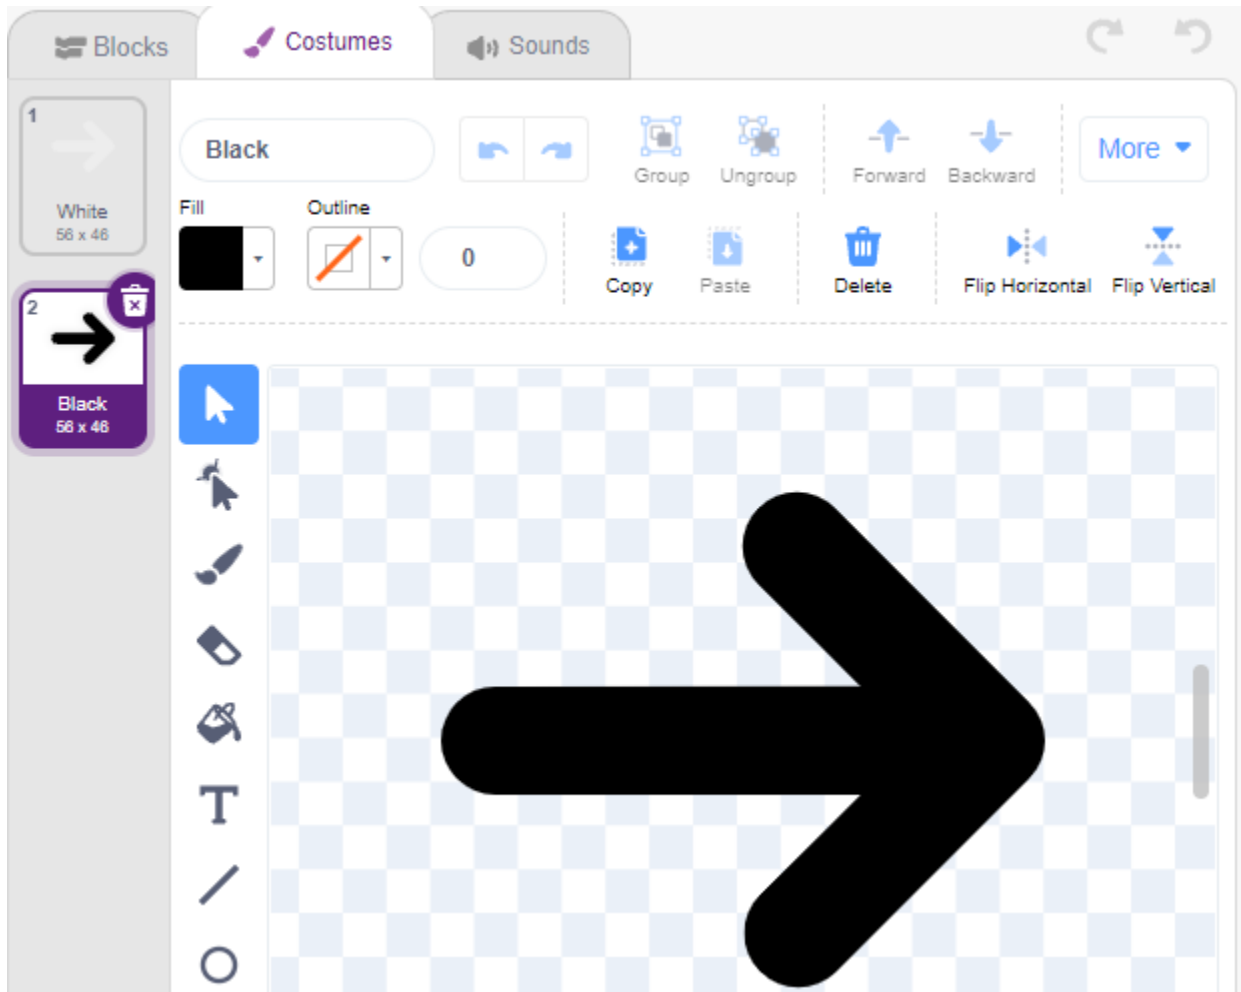 Blocks
Costumes
Sounds
1
White
56 x 46
2
Black
56 x 46
Black
Group
Ungroup
Forward
Backward
More
Fill
Outline
0
Copy
Paste
Delete
Flip Horizontal
Flip Vertical
T